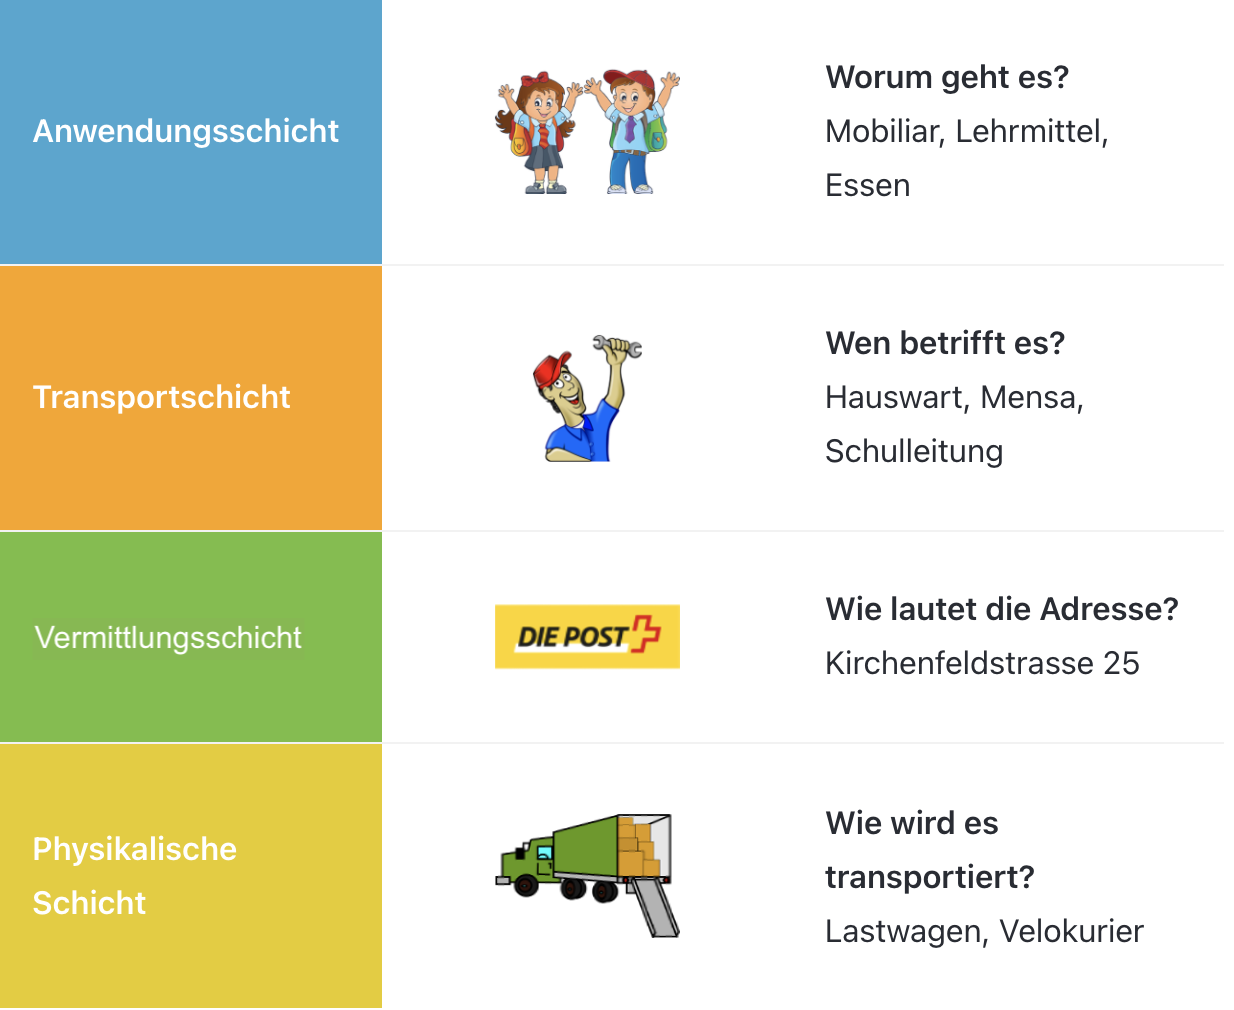 Anwendungsschicht
Worum geht es?
Mobiliar, Lehrmittel,
Essen
Transportschicht
Wen betrifft es?
Hauswart, Mensa,
Schulleitung
Vermittlungsschicht
DIE POST
Wie lautet die Adresse?
Kirchenfeldstrasse 25
Physikalische
Schicht
Wie wird es
transportiert?
Lastwagen, Velokurier